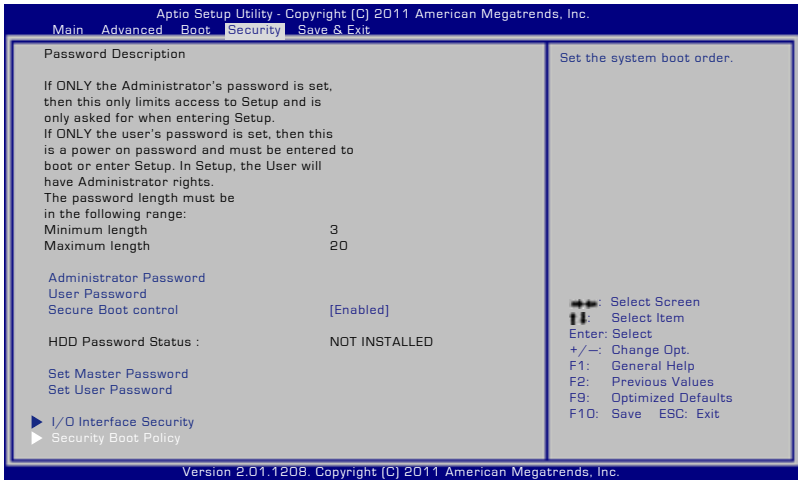 Aptio Setup Utility - Copyright (C) 2011 American Megatrends, Inc.
Main Advanced Boot Security Save & Exit
Password Description
If ONLY the Administrator's password is set,
then this only limits access to Setup and is
only asked for when entering Setup.
If ONLY the user's password is set, then this
is a power on password and must be entered to
boot or enter Setup. In Setup, the User will
have Administrator rights.
The password length must be
in the following range:
Minimum length 3
Maximum length 20
Administrator Password
User Password
Secure Boot control [Enabled]
HDD Password Status : NOT INSTALLED
Set Master Password
Set User Password
I/O Interface Security
Security Boot Policy
Set the system boot order.
→←: Select Screen
↑↓: Select Item
Enter: Select
+/—: Change Opt.
F1: General Help
F2: Previous Values
F9: Optimized Defaults
F10: Save ESC: Exit
Version 2.01.1208. Copyright (C) 2011 American Megatrends, Inc.